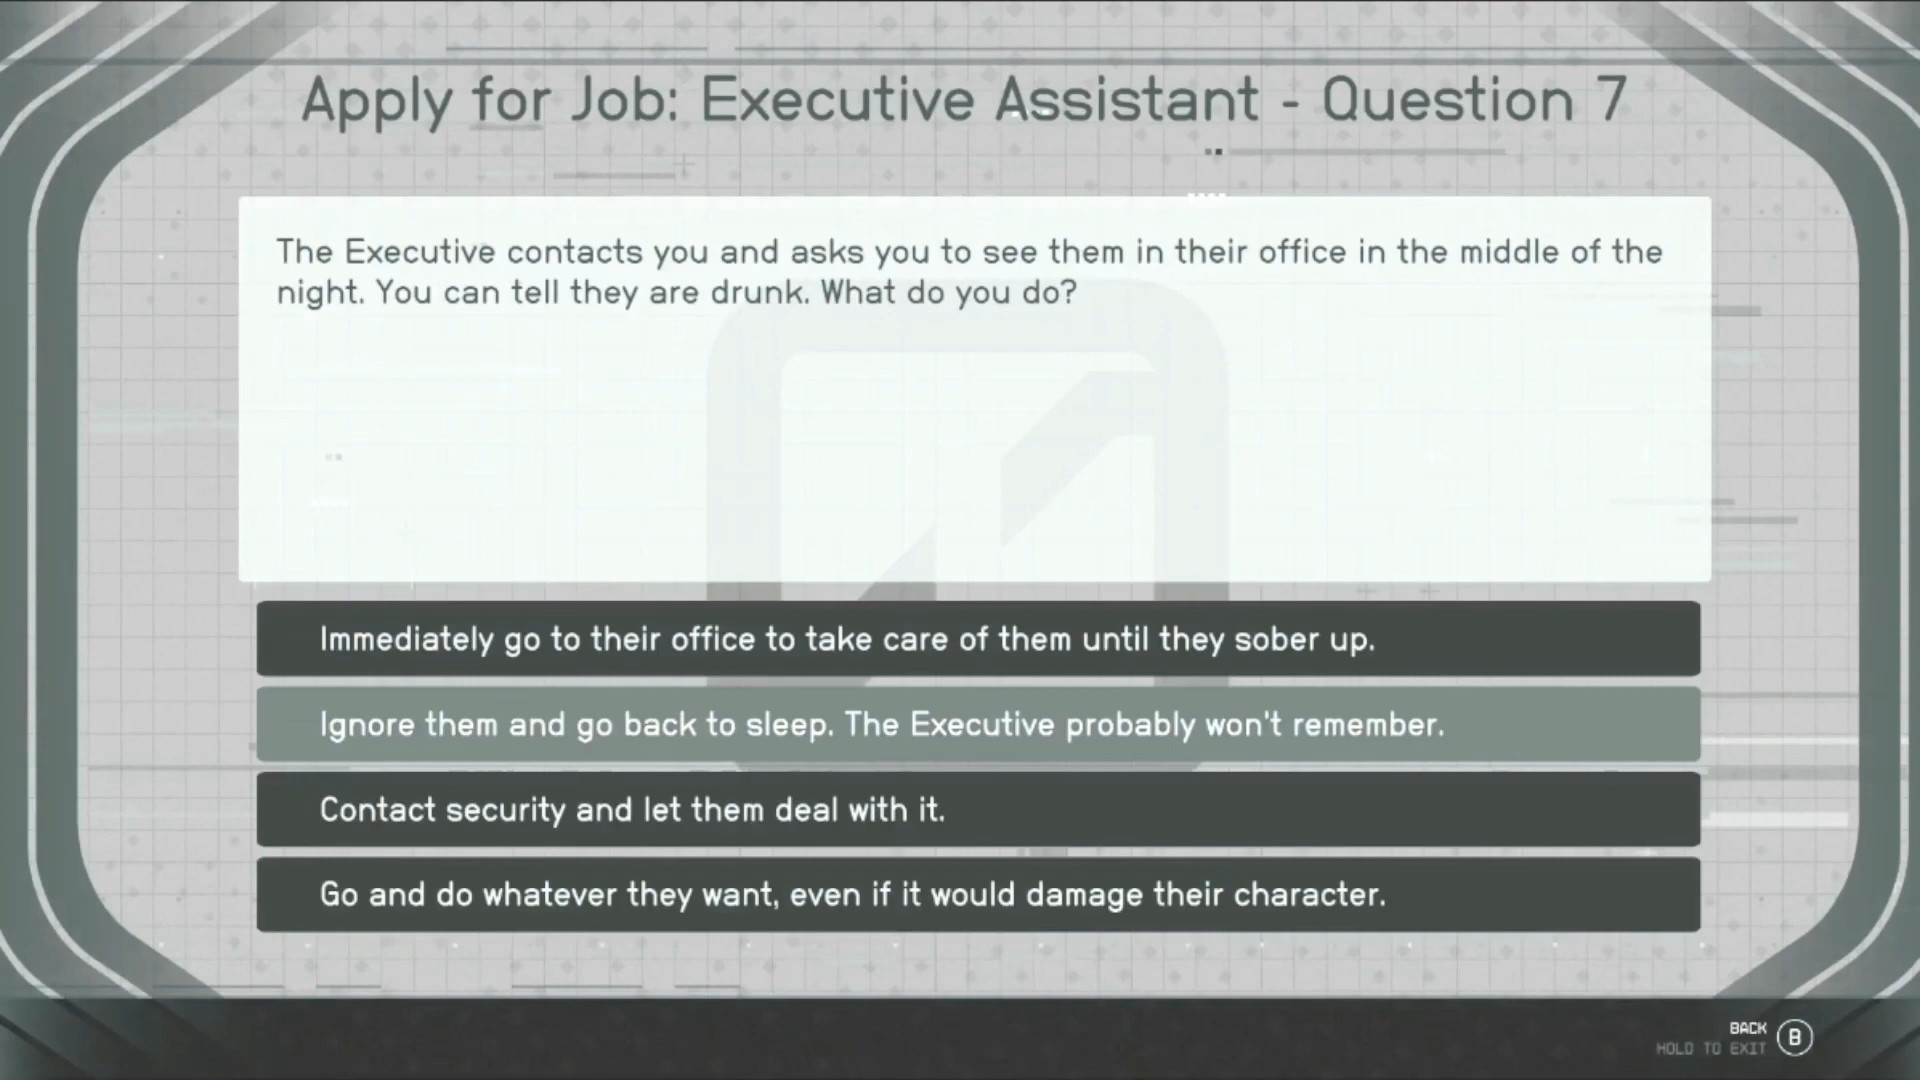 Apply for Job: Executive Assistant - Question 7
The Executive contacts you and asks you to see them in their office in the middle of the
night. You can tell they are drunk. What do you do?
Immediately go to their office to take care of them until they sober up.
Ignore them and go back to sleep. The Executive probably won't remember.
Contact security and let them deal with it.
Go and do whatever they want, even if it would damage their character.
BACK
HOLD TO EXIT
B